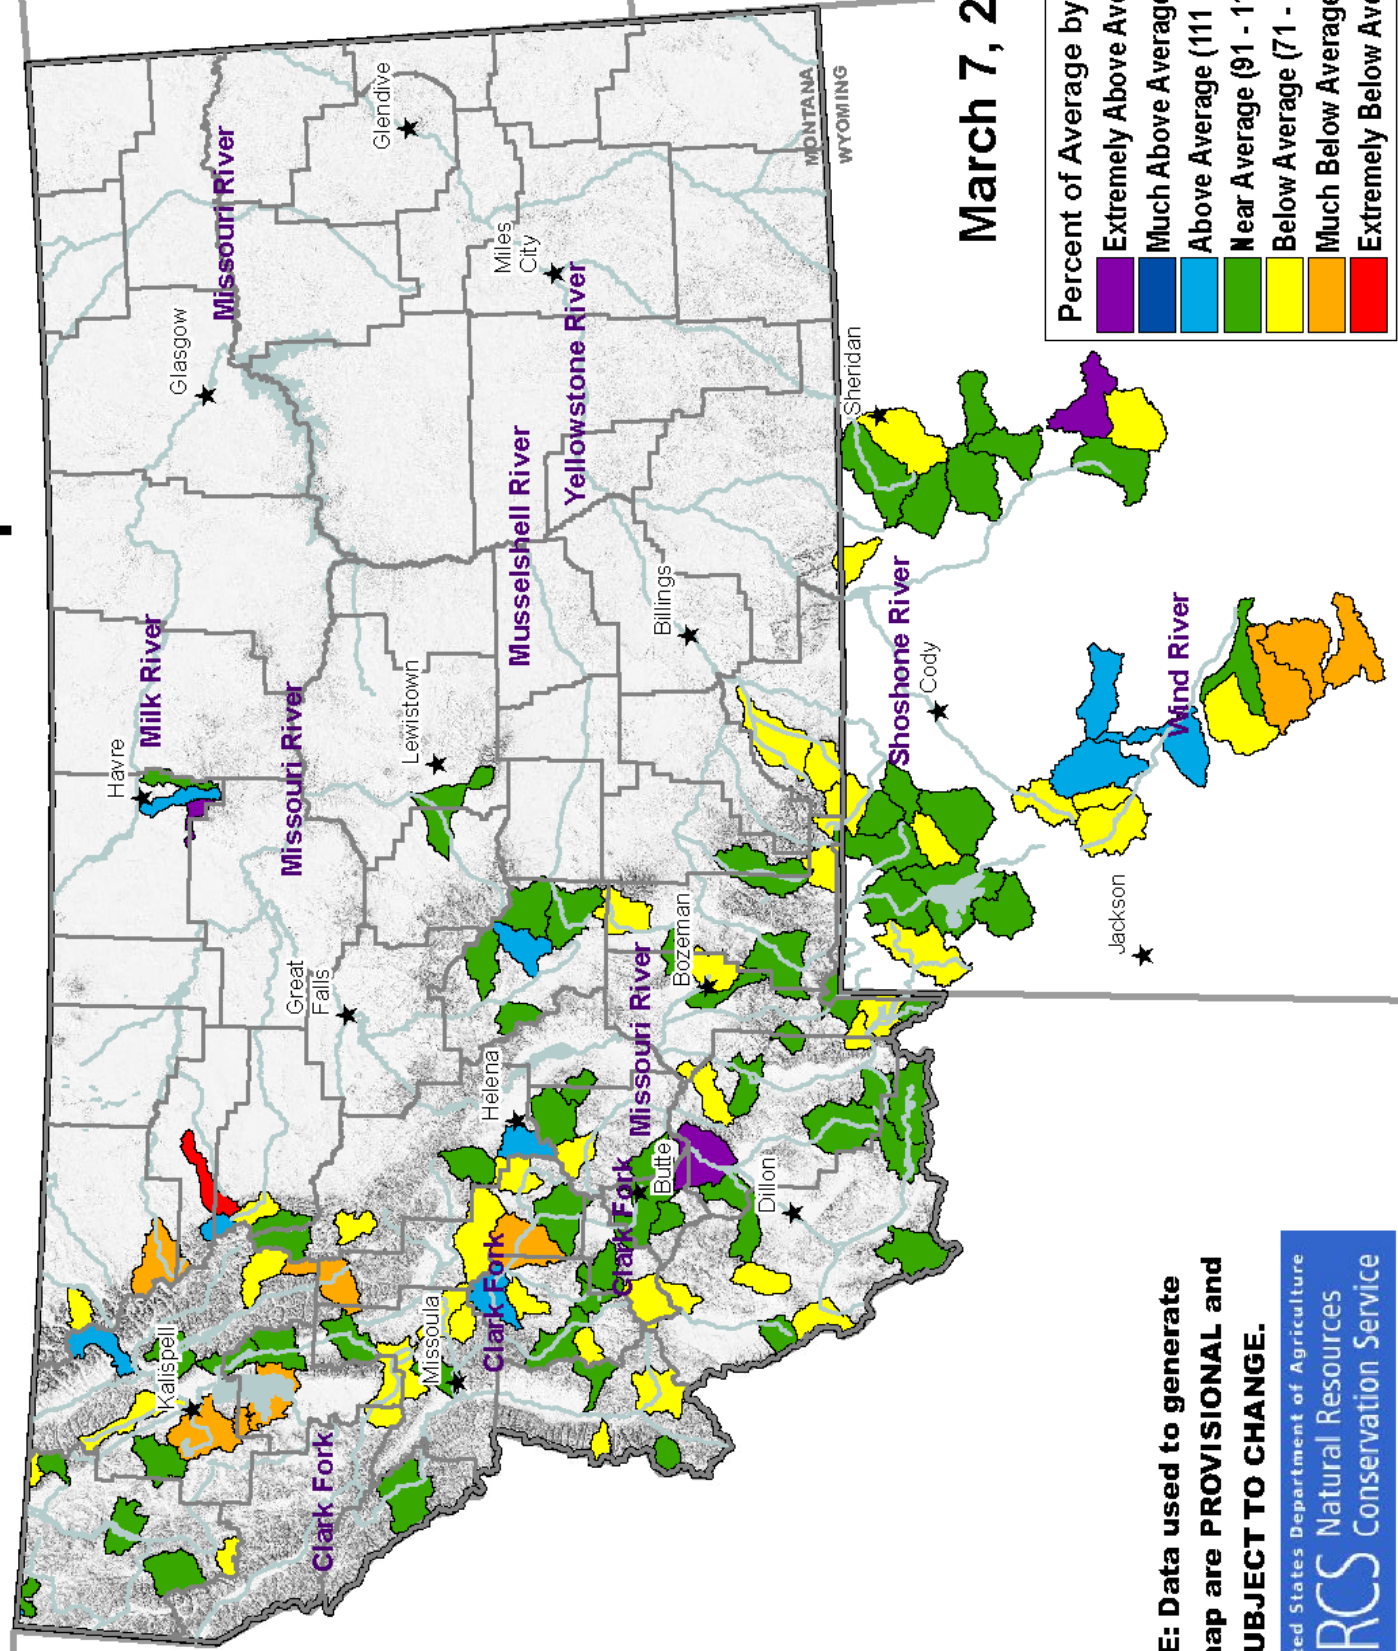 Havre
Milk River
Glasgow
Missouri River
Kalispell
Missouri River
Great
Falls
Lewistown
Glendive
Clark Fork
Missoula
Clark Fork
Helena
Musselshell River
Miles
City
Yellowstone River
Clark Fork
Butte
Missouri River
Bozeman
Billings
Dillon
MONTANA
WYOMING
Sheridan
Shoshone River
Cody
Jackson
Wind River
March 7, 2
Percent of Average by
Extremely Above Ave
Much Above Average
Above Average (111
Near Average (91 - 1
Below Average (71 -
Much Below Average
Extremely Below Ave
E: Data used to generate
map are PROVISIONAL and
UBJECT TO CHANGE.
ted States Department of Agriculture
RCS Natural Resources
Conservation Service